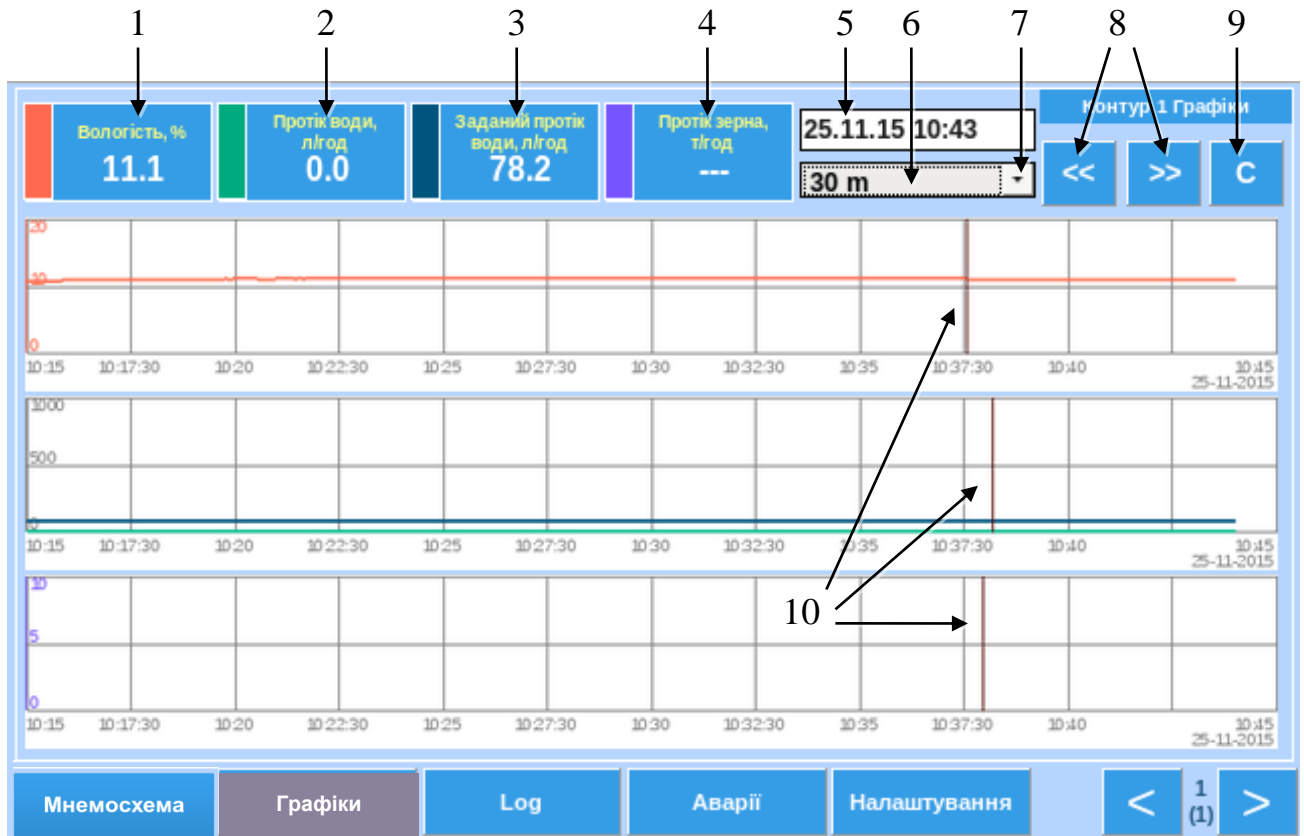 1 2 3 4 5 6 7 8 9
Вологість, %
11.1
Протік води,
л/год
0.0
Заданий протік
води, л/год
78.2
Протік зерна,
т/год
---
25.11.15 10:43
30 m
Контур 1 Графіки
<< >> C
20
10
0
10:15 10:17:30 10:20 10:22:30 10:25 10:27:30 10:30 10:32:30 10:35 10:37:30 10:40 10:45
25-11-2015
1000
500
0
10:15 10:17:30 10:20 10:22:30 10:25 10:27:30 10:30 10:32:30 10:35 10:37:30 10:40 10:45
25-11-2015
10
5
10
0
10:15 10:17:30 10:20 10:22:30 10:25 10:27:30 10:30 10:32:30 10:35 10:37:30 10:40 10:45
25-11-2015
Мнемосхема Графіки Log Аварії Налаштування < 1 >
(1)